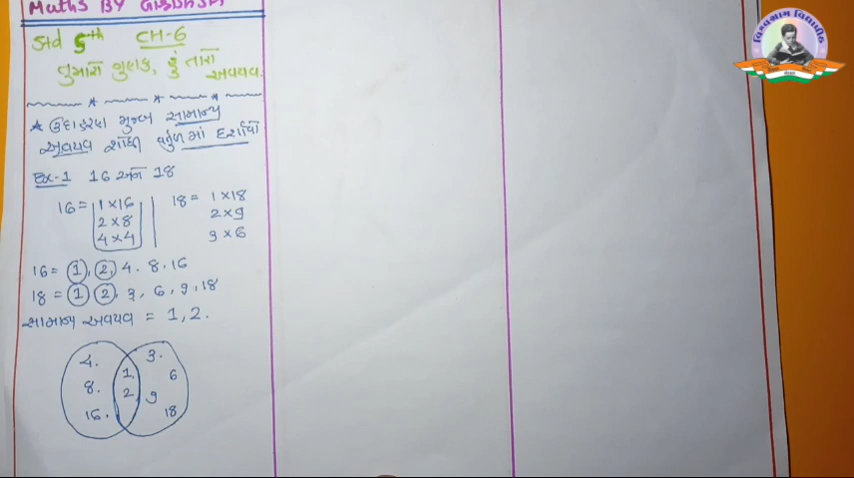 Maths BY
ધોરણ 5th CH-6
તુમારો ગુણક, હું તારો
અવયવ.
* ઉદાહરણ મુજબ સામાન્ય
અવયવ શોધી વર્તુળ માં દર્શાવો
Ex-1 16 અને 18
16 = 1 × 16
2 × 8
4 × 4
18 = 1 × 18
2 × 9
3 × 6
16 = 1, 2, 4. 8. 16
18 = 1 2, 3, 6, 9, 18
સામાન્ય અવયવ = 1, 2.
4. 1. 3.
8. 2 6
16. 9
18
વિશ્વગ્રામ વિદ્યાપીઠ